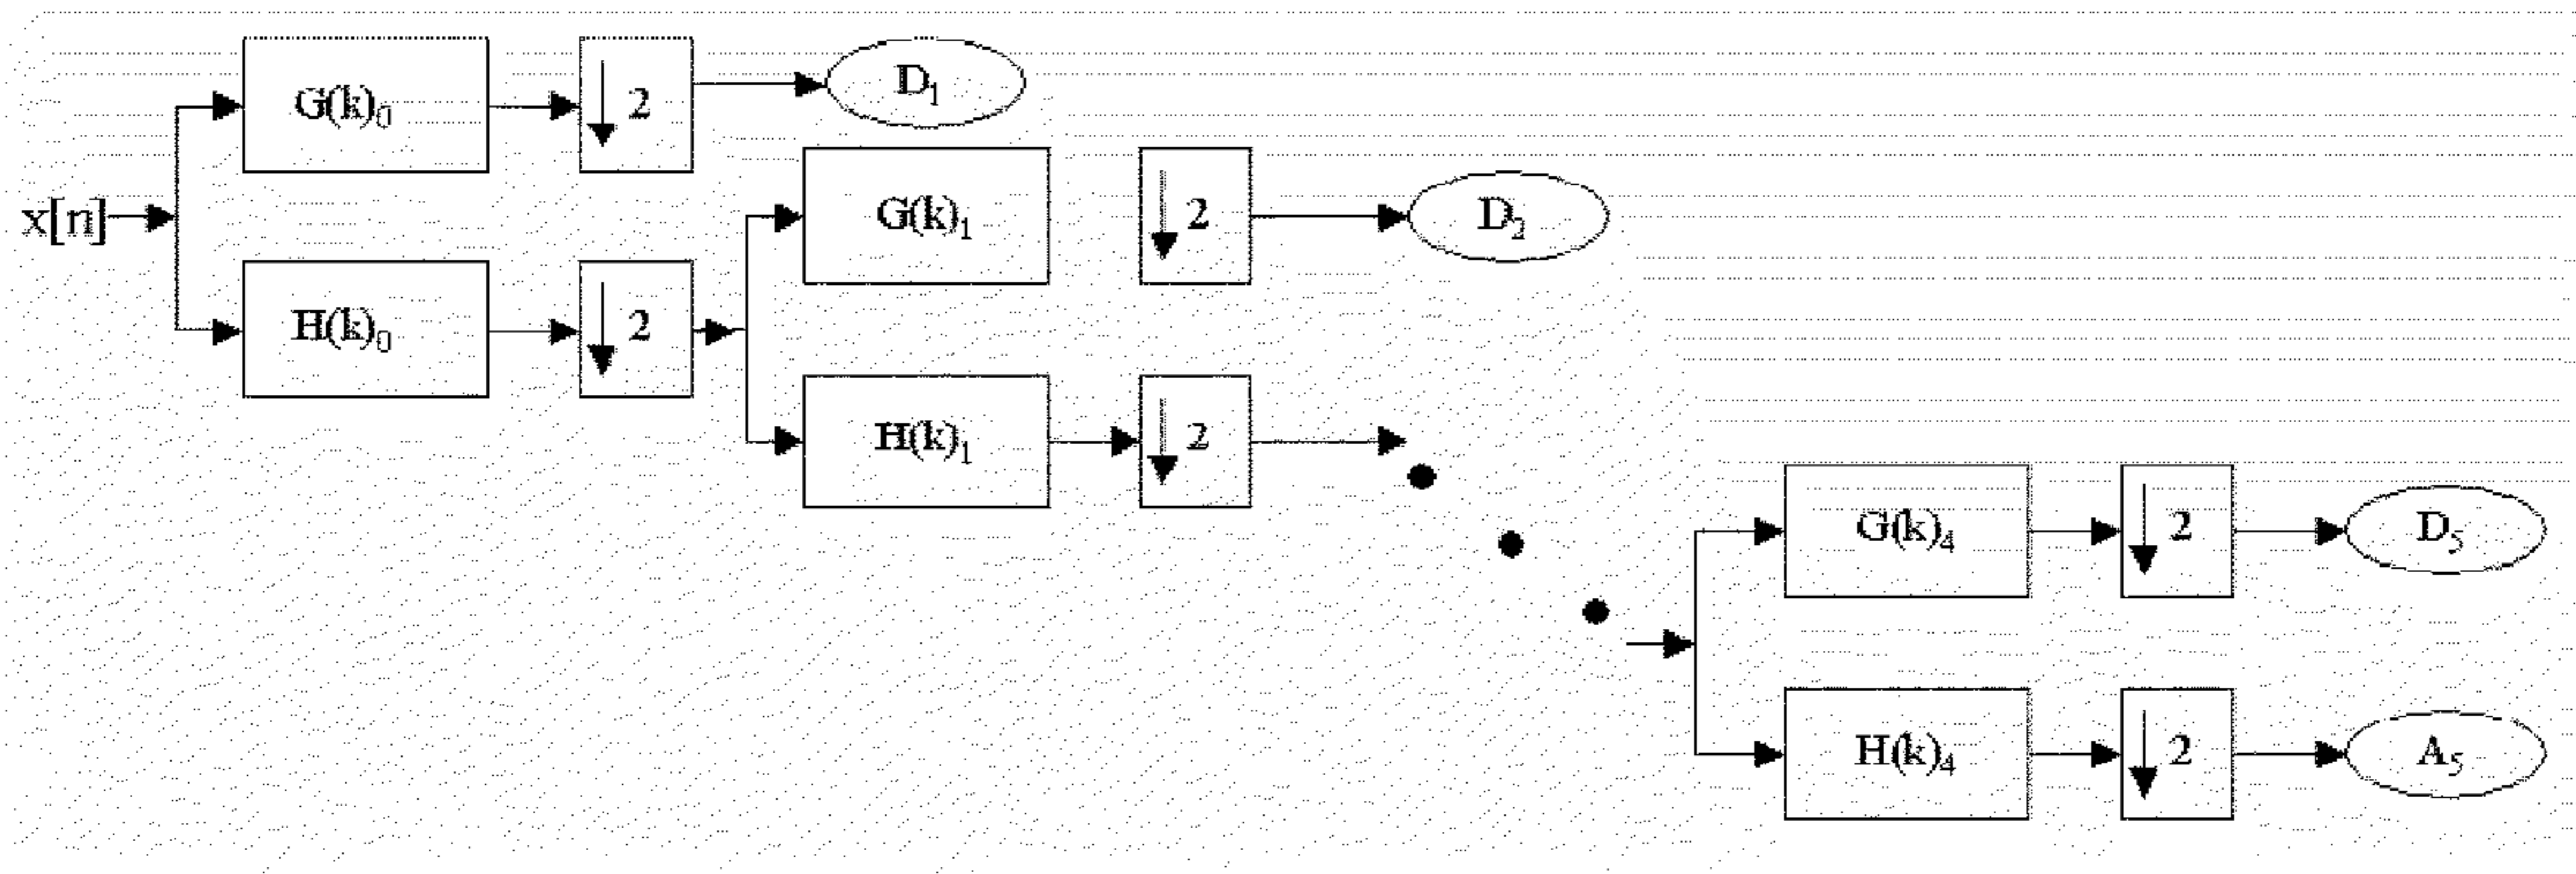 x[n]
G(k)₀
2
D₁
H(k)₀
2
G(k)₁
2
D₂
H(k)₁
2
G(k)₄
2
D₅
H(k)₄
2
A₅